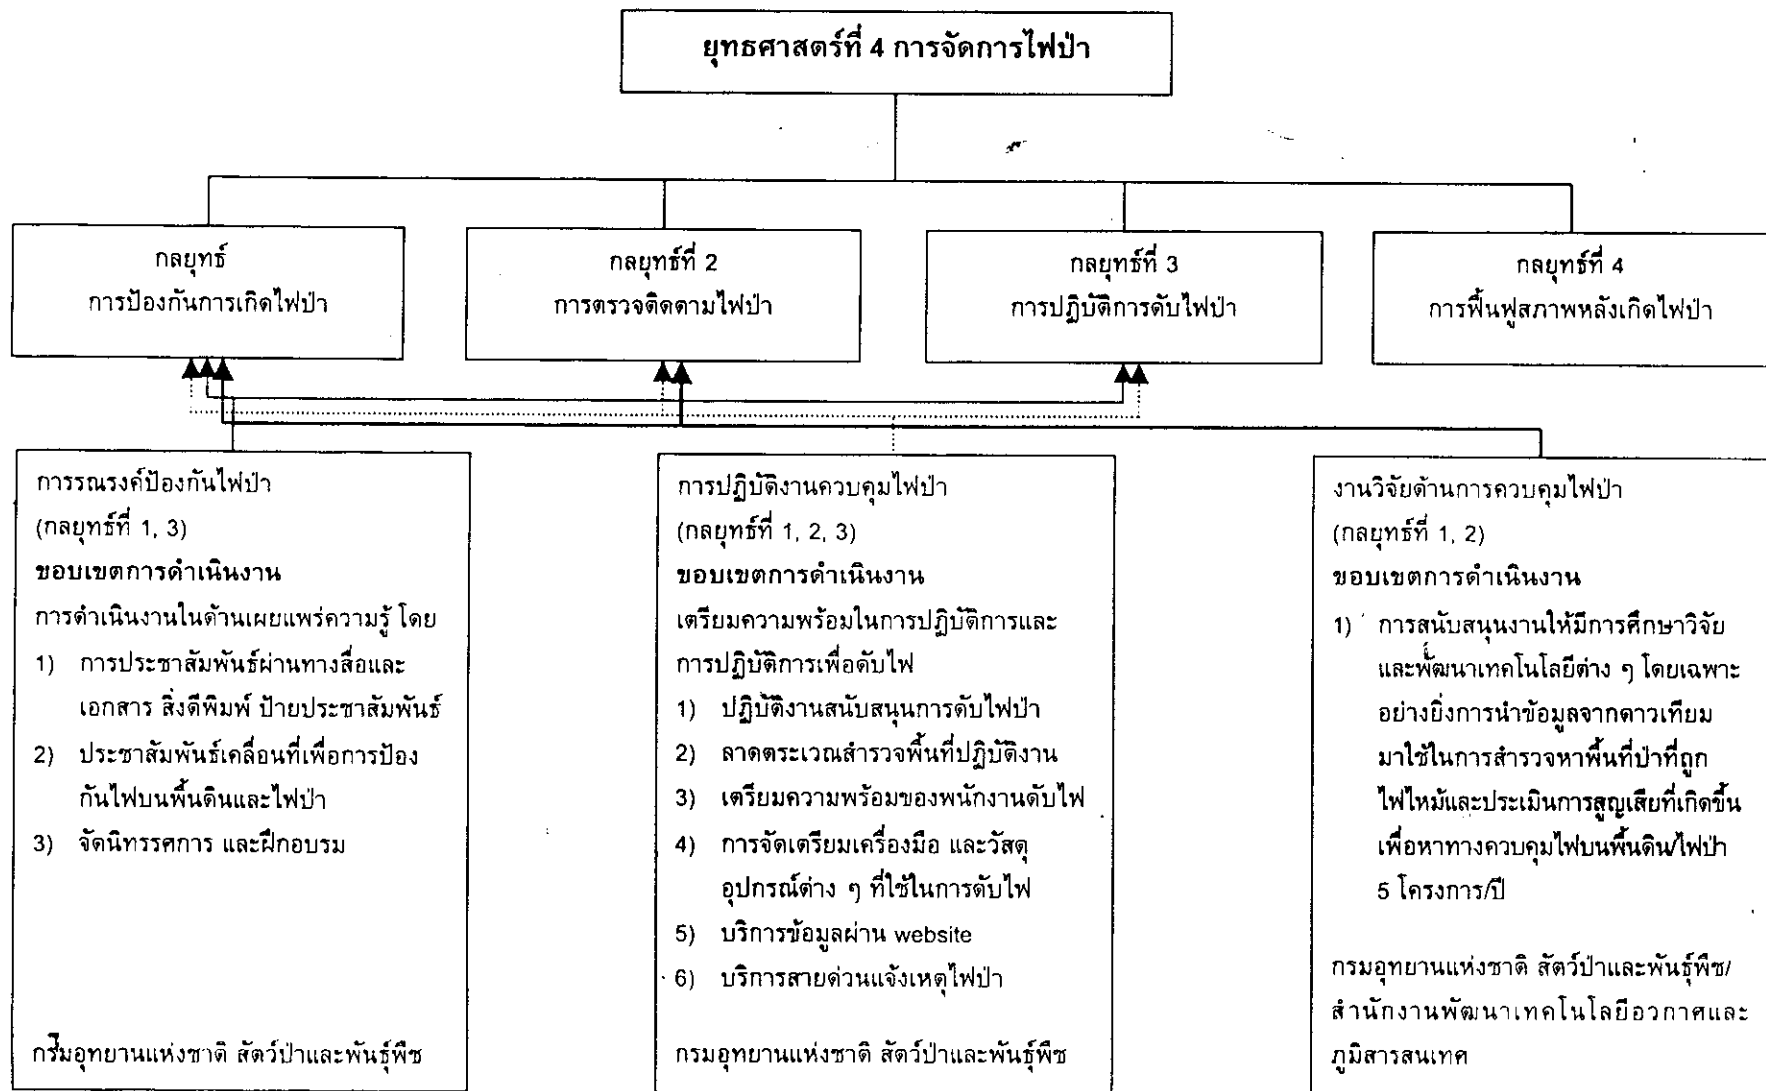 ยุทธศาสตร์ที่ 4 การจัดการไฟป่า
กลยุทธ์
การป้องกันการเกิดไฟป่า
กลยุทธ์ที่ 2
การตรวจติดตามไฟป่า
กลยุทธ์ที่ 3
การปฏิบัติการดับไฟป่า
กลยุทธ์ที่ 4
การฟื้นฟูสภาพหลังเกิดไฟป่า
การรณรงค์ป้องกันไฟป่า
(กลยุทธ์ที่ 1, 3)
ขอบเขตการดำเนินงาน
การดำเนินงานในด้านเผยแพร่ความรู้ โดย
1) การประชาสัมพันธ์ผ่านทางสื่อและ
เอกสาร สิ่งตีพิมพ์ ป้ายประชาสัมพันธ์
2) ประชาสัมพันธ์เคลื่อนที่เพื่อการป้อง
กันไฟบนพื้นดินและไฟป่า
3) จัดนิทรรศการ และฝึกอบรม
กรมอุทยานแห่งชาติ สัตว์ป่าและพันธุ์พืช
การปฏิบัติงานควบคุมไฟป่า
(กลยุทธ์ที่ 1, 2, 3)
ขอบเขตการดำเนินงาน
เตรียมความพร้อมในการปฏิบัติการและ
การปฏิบัติการเพื่อดับไฟ
1) ปฏิบัติงานสนับสนุนการดับไฟป่า
2) ลาดตระเวณสำรวจพื้นที่ปฏิบัติงาน
3) เตรียมความพร้อมของพนักงานดับไฟ
4) การจัดเตรียมเครื่องมือ และวัสดุ
อุปกรณ์ต่าง ๆ ที่ใช้ในการดับไฟ
5) บริการข้อมูลผ่าน website
6) บริการสายด่วนแจ้งเหตุไฟป่า
กรมอุทยานแห่งชาติ สัตว์ป่าและพันธุ์พืช
งานวิจัยด้านการควบคุมไฟป่า
(กลยุทธ์ที่ 1, 2)
ขอบเขตการดำเนินงาน
1) การสนับสนุนงานให้มีการศึกษาวิจัย
และพัฒนาเทคโนโลยีต่าง ๆ โดยเฉพาะ
อย่างยิ่งการนำข้อมูลจากดาวเทียม
มาใช้ในการสำรวจหาพื้นที่ป่าที่ถูก
ไฟไหม้และประเมินการสูญเสียที่เกิดขึ้น
เพื่อหาทางควบคุมไฟบนพื้นดิน/ไฟป่า
5 โครงการ/ปี
กรมอุทยานแห่งชาติ สัตว์ป่าและพันธุ์พืช/
สำนักงานพัฒนาเทคโนโลยีอวกาศและ
ภูมิสารสนเทศ